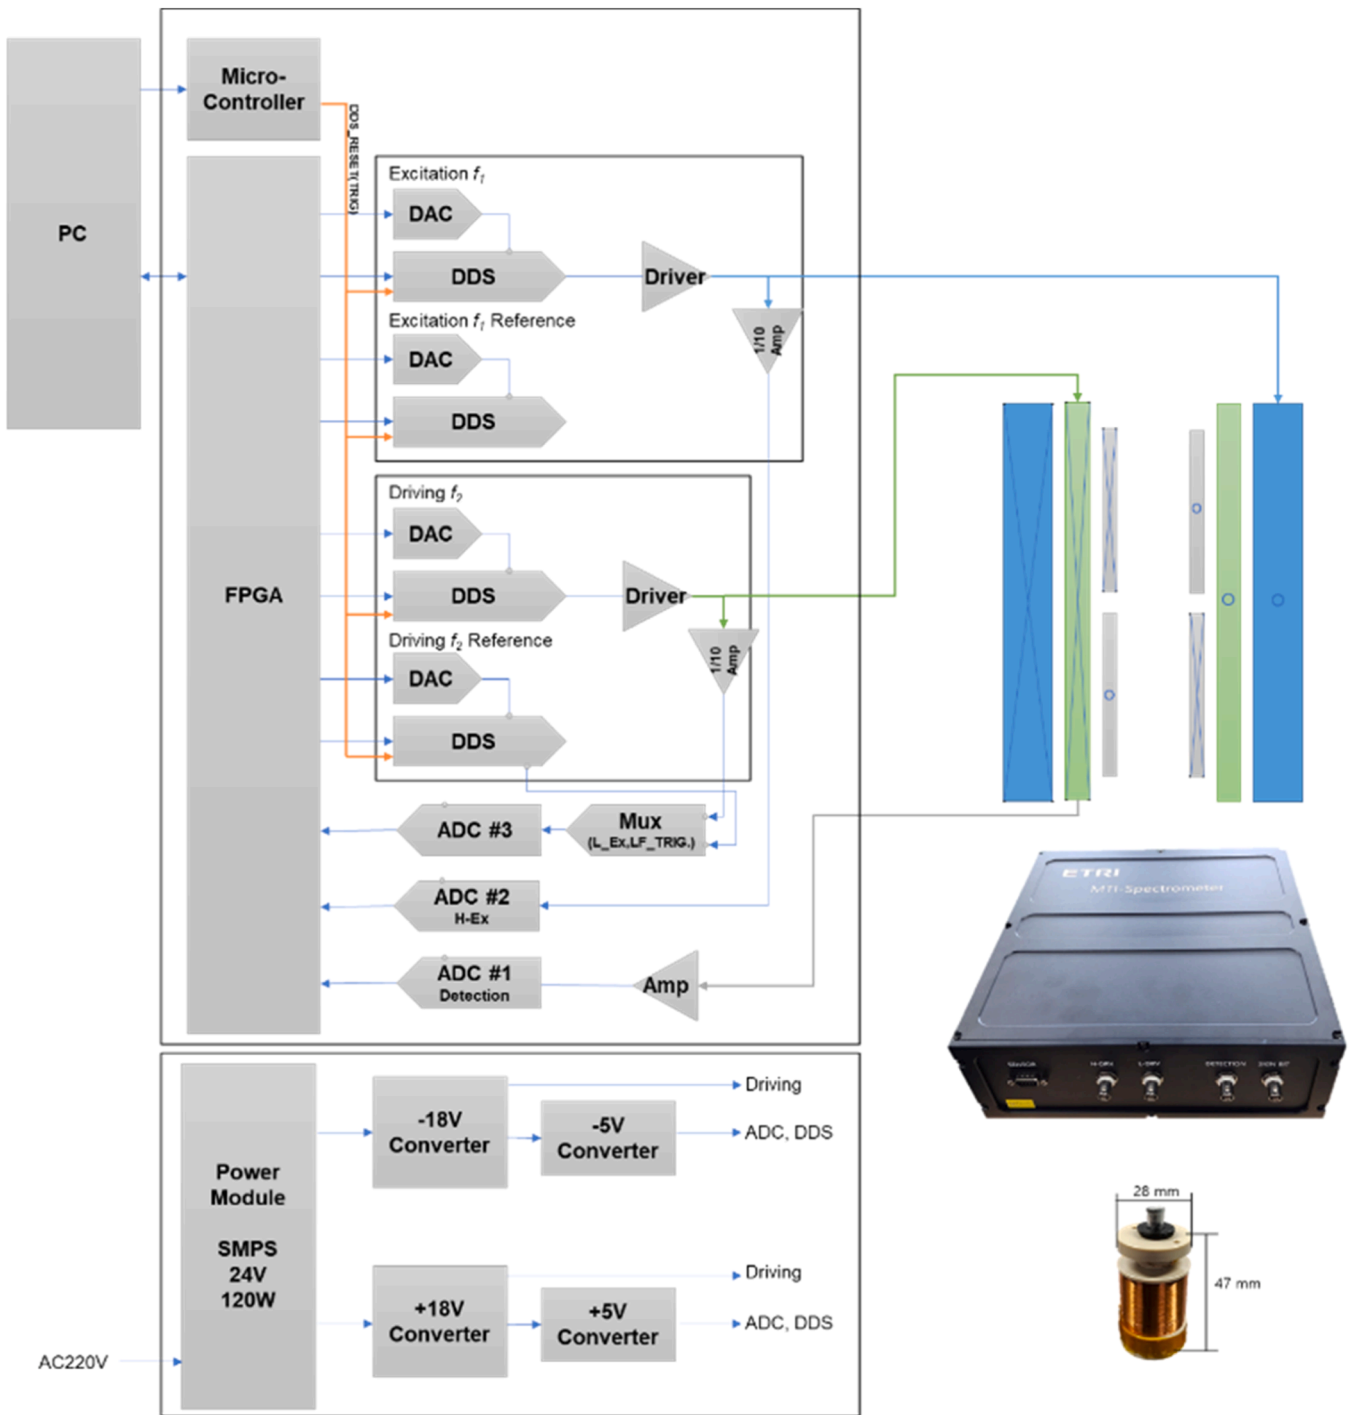 PC
Micro-
Controller
DDS_RESET(TRIG)
FPGA
Excitation f1
DAC
DDS
Driver
1/10
Amp
Excitation f1 Reference
DAC
DDS
Driving f2
DAC
DDS
Driver
1/10
Amp
Driving f2 Reference
DAC
DDS
ADC #3
Mux
(L_Ex,LF_TRIG.)
ADC #2
H-Ex
ADC #1
Detection
Amp
ETRI
MTI-Spectrometer
H-DRV
L-DRV
DETECTION
Power
Module
SMPS
24V
120W
AC220V
-18V
Converter
-5V
Converter
Driving
ADC, DDS
+18V
Converter
+5V
Converter
Driving
ADC, DDS
28 mm
47 mm